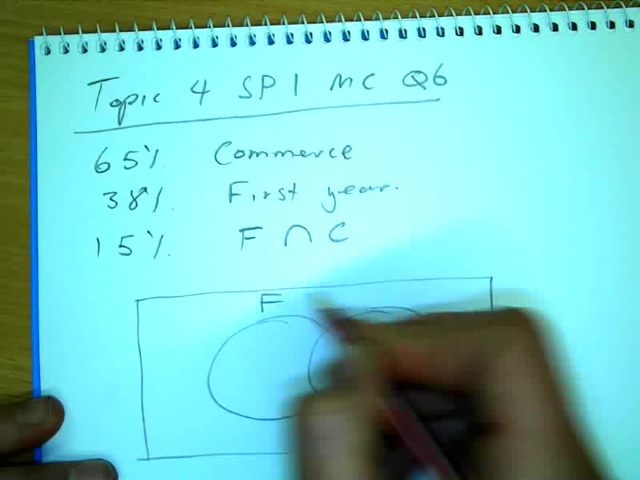 Topic 4 SP1 MC Q6
65% Commerce
38% First year.
15% F ∩ C
F